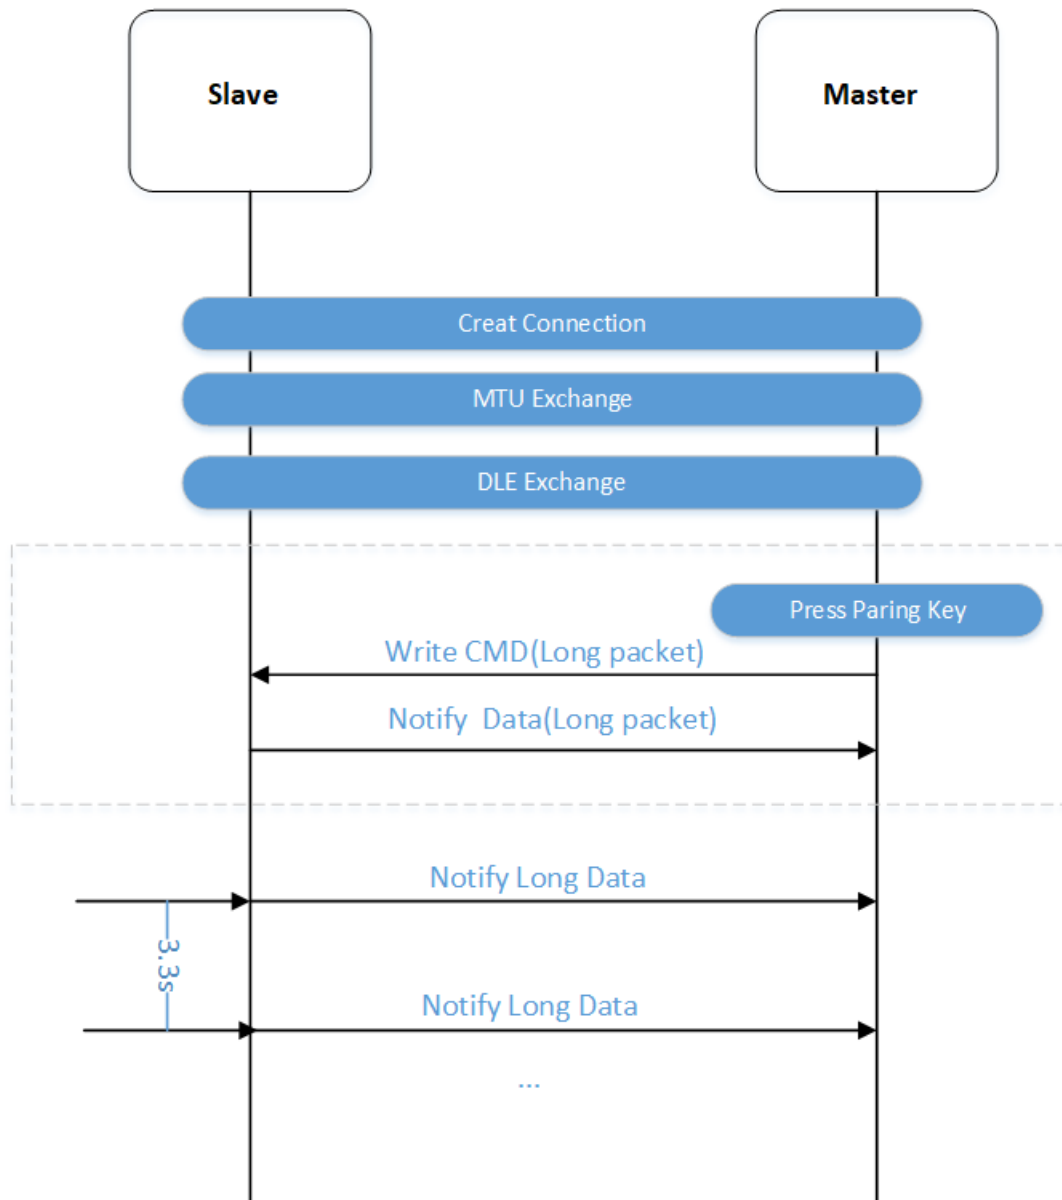 Slave
Master
Creat Connection
MTU Exchange
DLE Exchange
Press Paring Key
Write CMD(Long packet)
Notify Data(Long packet)
Notify Long Data
3.3s
Notify Long Data
...